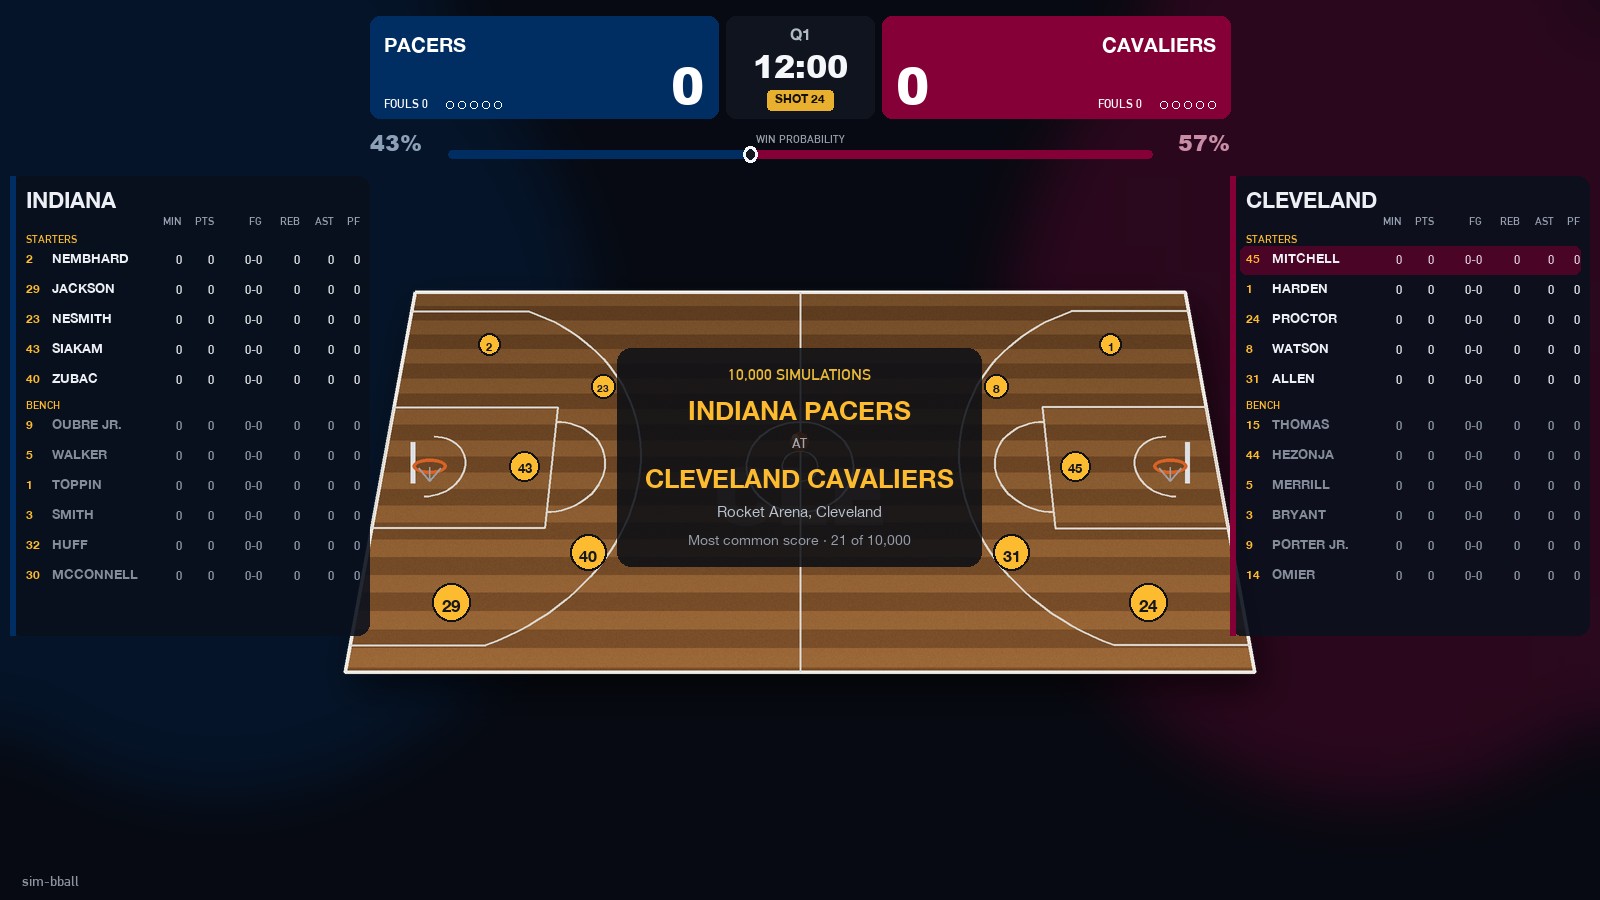 PACERS
0
FOULS 0
Q1
12:00
SHOT 24
CAVALIERS
0
FOULS 0
43%
WIN PROBABILITY
57%
INDIANA
MIN PTS FG REB AST PF
STARTERS
2 NEMBHARD 0 0 0-0 0 0 0
29 JACKSON 0 0 0-0 0 0 0
23 NESMITH 0 0 0-0 0 0 0
43 SIAKAM 0 0 0-0 0 0 0
40 ZUBAC 0 0 0-0 0 0 0
BENCH
9 OUBRE JR. 0 0 0-0 0 0 0
5 WALKER 0 0 0-0 0 0 0
1 TOPPIN 0 0 0-0 0 0 0
3 SMITH 0 0 0-0 0 0 0
32 HUFF 0 0 0-0 0 0 0
30 MCCONNELL 0 0 0-0 0 0 0
2
23
43
40
29
10,000 SIMULATIONS
INDIANA PACERS
AT
CLEVELAND CAVALIERS
Rocket Arena, Cleveland
Most common score · 21 of 10,000
1
8
45
31
24
CLEVELAND
MIN PTS FG REB AST PF
STARTERS
45 MITCHELL 0 0 0-0 0 0 0
1 HARDEN 0 0 0-0 0 0 0
24 PROCTOR 0 0 0-0 0 0 0
8 WATSON 0 0 0-0 0 0 0
31 ALLEN 0 0 0-0 0 0 0
BENCH
15 THOMAS 0 0 0-0 0 0 0
44 HEZONJA 0 0 0-0 0 0 0
5 MERRILL 0 0 0-0 0 0 0
3 BRYANT 0 0 0-0 0 0 0
9 PORTER JR. 0 0 0-0 0 0 0
14 OMIER 0 0 0-0 0 0 0
sim-bball